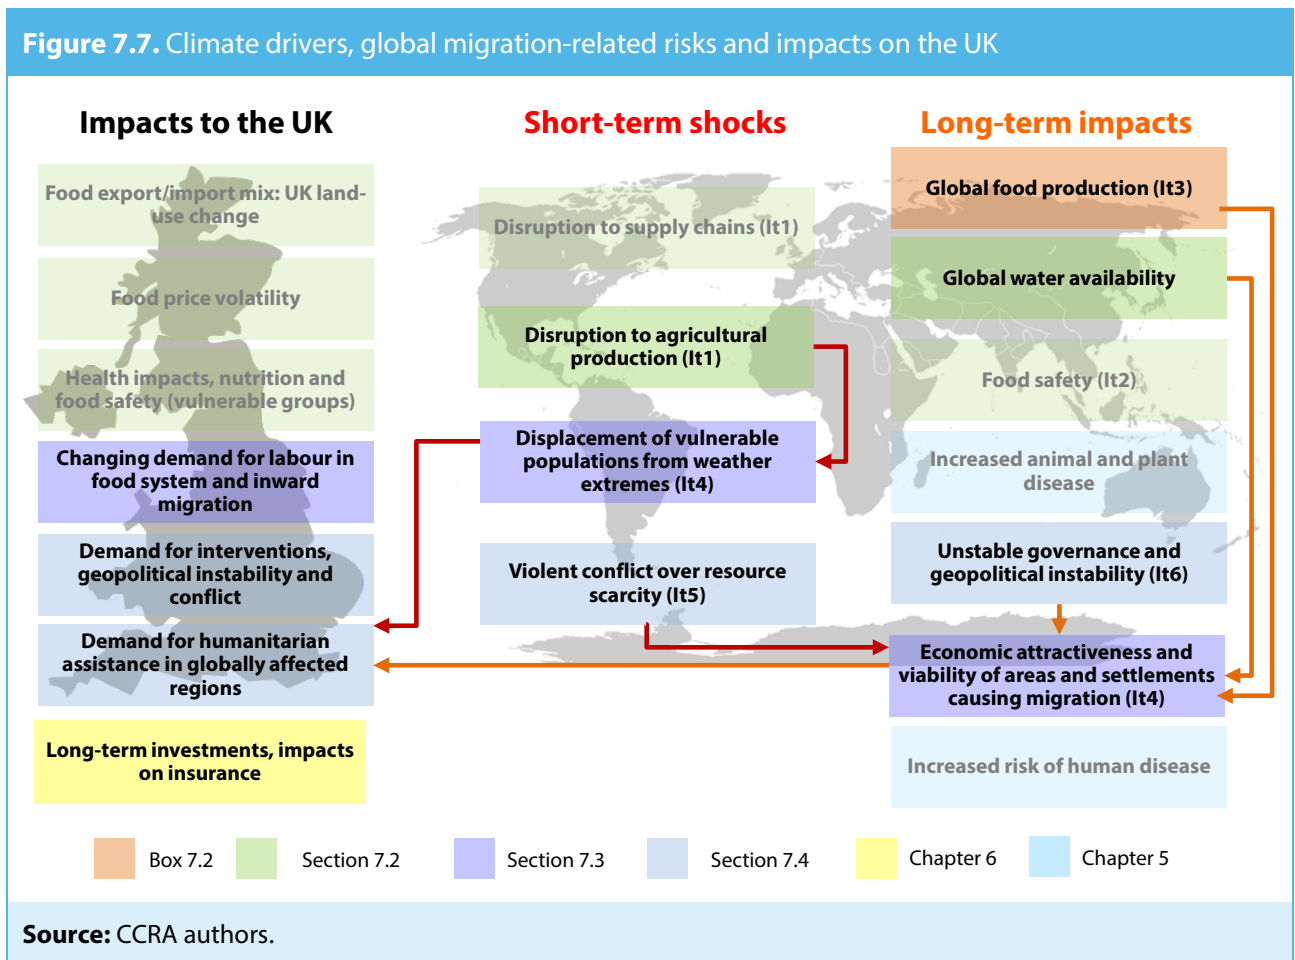 Figure 7.7. Climate drivers, global migration-related risks and impacts on the UK
Impacts to the UK
Food export/import mix: UK land-
use change
Food price volatility
Health impacts, nutrition and
food safety (vulnerable groups)
Changing demand for labour in
food system and inward
migration
Demand for interventions,
geopolitical instability and
conflict
Demand for humanitarian
assistance in globally affected
regions
Long-term investments, impacts
on insurance
Short-term shocks
Disruption to supply chains (It1)
Disruption to agricultural
production (It1)
Displacement of vulnerable
populations from weather
extremes (It4)
Violent conflict over resource
scarcity (It5)
Long-term impacts
Global food production (It3)
Global water availability
Food safety (It2)
Increased animal and plant
disease
Unstable governance and
geopolitical instability (It6)
Economic attractiveness and
viability of areas and settlements
causing migration (It4)
Increased risk of human disease
Box 7.2
Section 7.2
Section 7.3
Section 7.4
Chapter 6
Chapter 5
Source: CCRA authors.